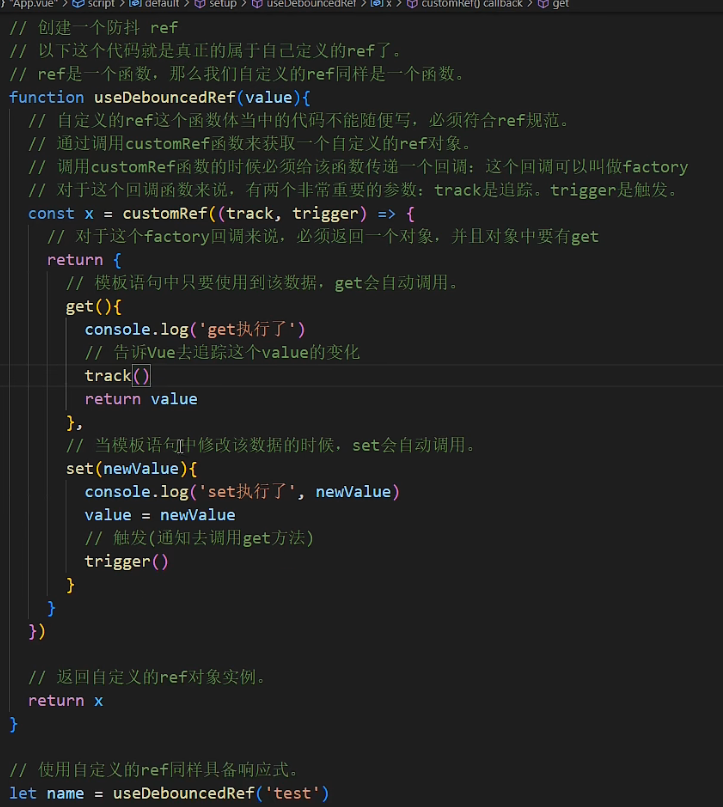 } "App.vue" > script > default > setup > useDebouncedRef > x > customRef() callback > get
// 创建一个防抖 ref
// 以下这个代码就是真正的属于自己定义的ref了。
// ref是一个函数，那么我们自定义的ref同样是一个函数。
function useDebouncedRef(value){
// 自定义的ref这个函数体当中的代码不能随便写，必须符合ref规范。
// 通过调用customRef函数来获取一个自定义的ref对象。
// 调用customRef函数的时候必须给该函数传递一个回调：这个回调可以叫做factory
// 对于这个回调函数来说，有两个非常重要的参数：track是追踪。trigger是触发。
const x = customRef((track, trigger) => {
// 对于这个factory回调来说，必须返回一个对象，并且对象中要有get
return {
// 模板语句中只要使用到该数据，get会自动调用。
get(){
console.log('get执行了')
// 告诉Vue去追踪这个value的变化
track()
return value
},
// 当模板语句中修改该数据的时候，set会自动调用。
set(newValue){
console.log('set执行了', newValue)
value = newValue
// 触发(通知去调用get方法)
trigger()
}
}
})
// 返回自定义的ref对象实例。
return x
}
// 使用自定义的ref同样具备响应式。
let name = useDebouncedRef('test')